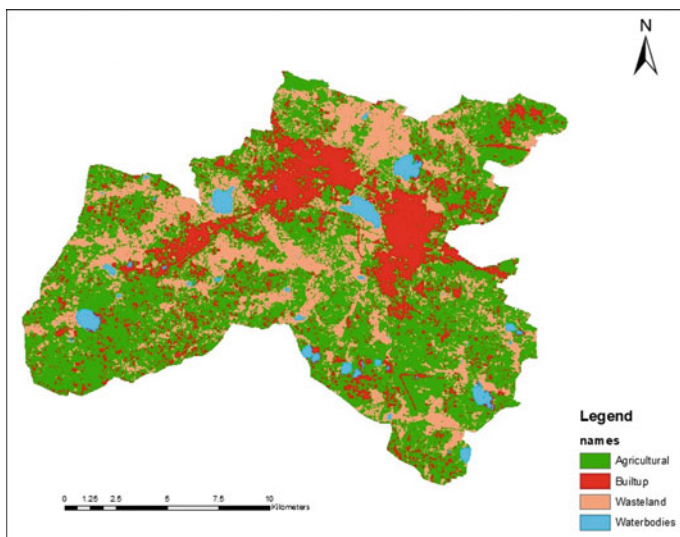 N
Legend
names
Agricultural
Builtup
Wasteland
Waterbodies
0 1.25 2.5 5 7.5 10
Kilometers